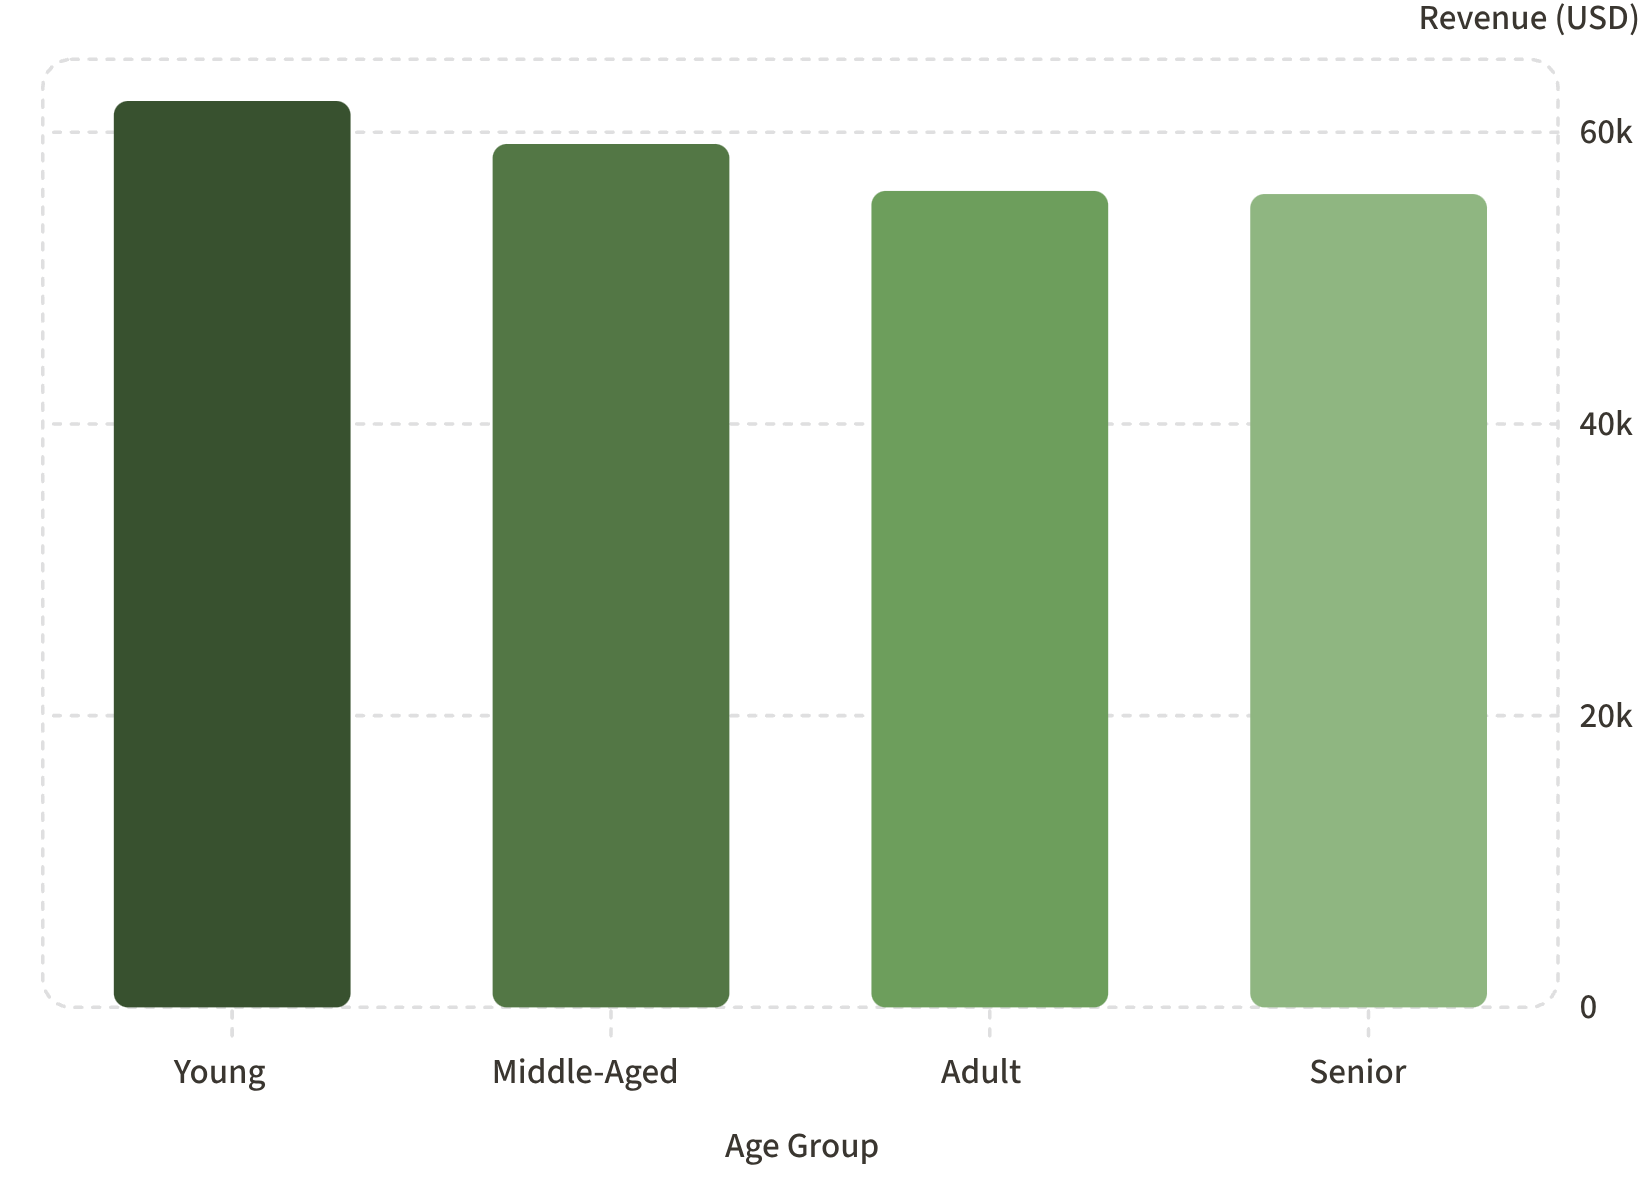 Revenue (USD)
60k
40k
20k
0
Young
Middle-Aged
Adult
Senior
Age Group